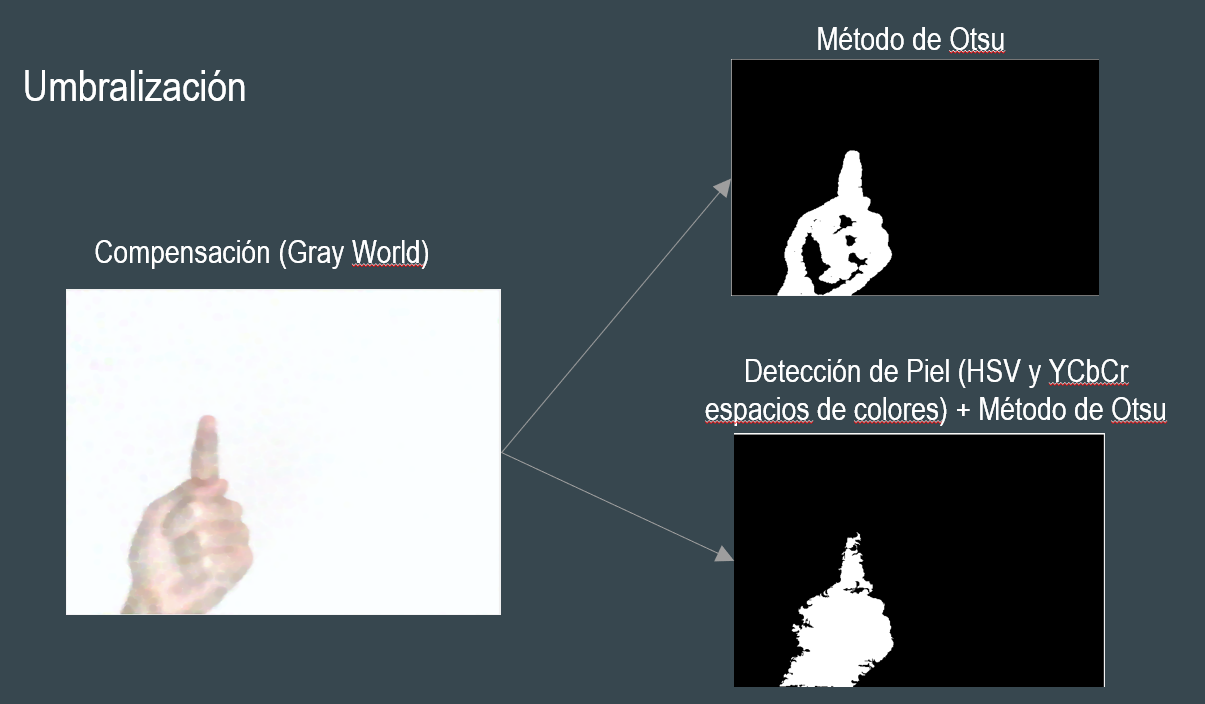 Umbralización
Compensación (Gray World)
Método de Otsu
Detección de Piel (HSV y YCbCr
espacios de colores) + Método de Otsu